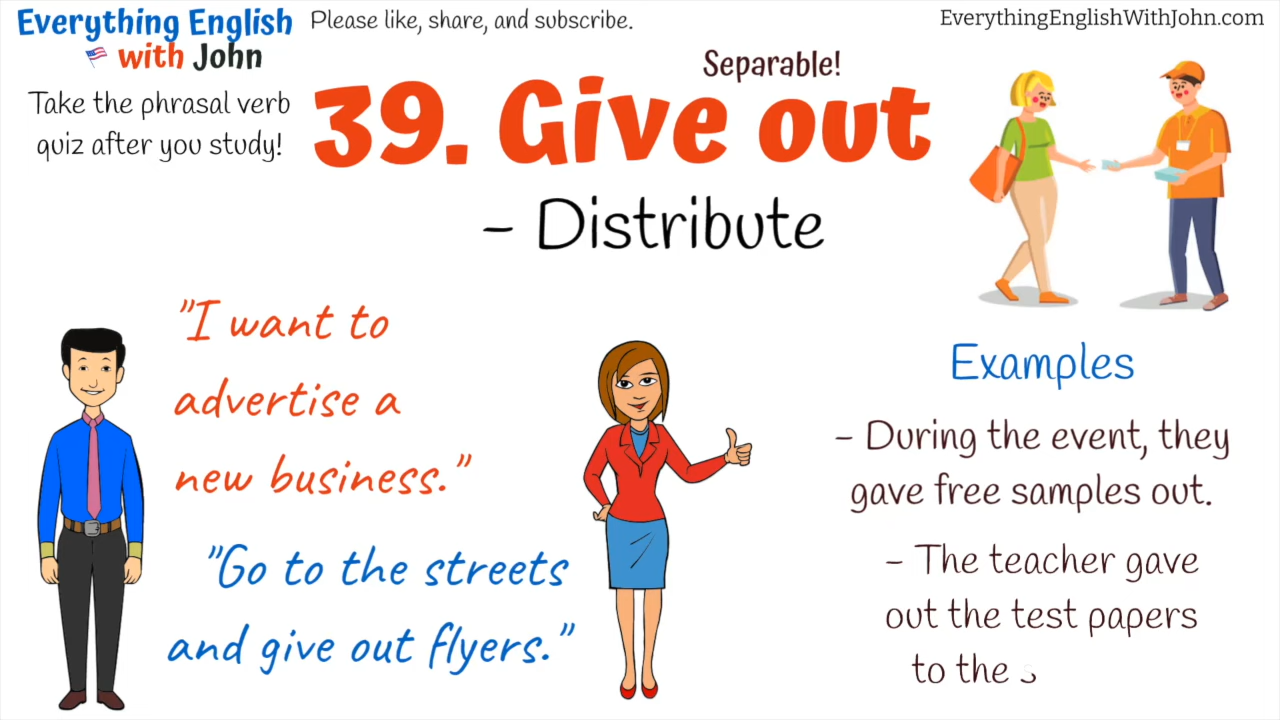 Everything English
with John
Please like, share, and subscribe.
EverythingEnglishWithJohn.com
Take the phrasal verb
quiz after you study!
Separable!
39. Give out
- Distribute
"I want to
advertise a
new business."
"Go to the streets
and give out flyers."
Examples
- During the event, they
gave free samples out.
- The teacher gave
out the test papers
to the